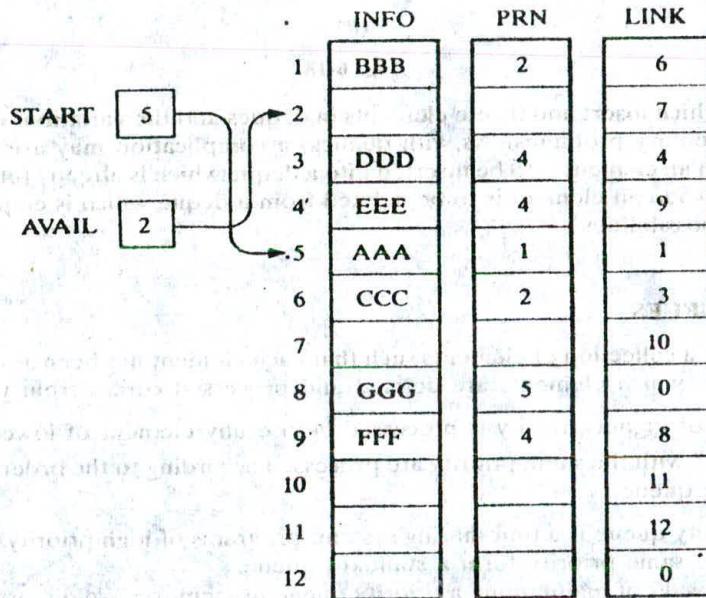 INFO PRN LINK
1 BBB 2 6
START 5 2 7
3 DDD 4 4
4 EEE 4 9
AVAIL 2
5 AAA 1 1
6 CCC 2 3
7 10
8 GGG 5 0
9 FFF 4 8
10 11
11 12
12 0